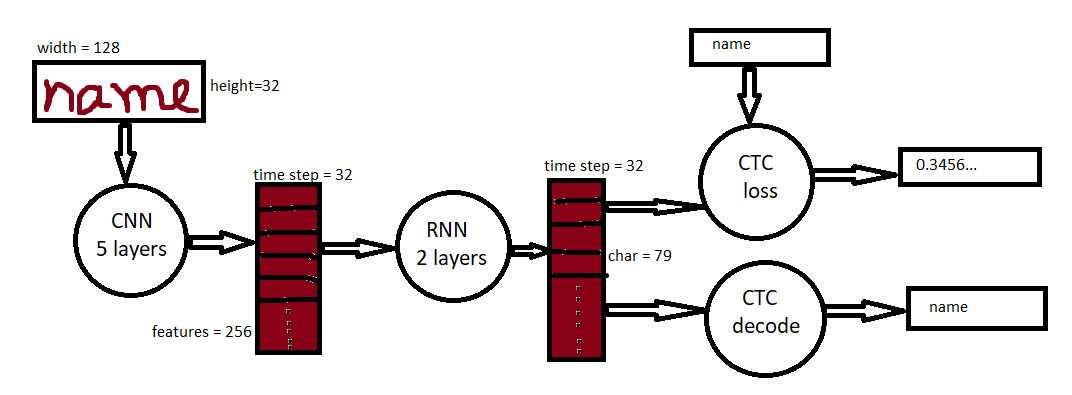 width = 128
name
height=32
CNN
5 layers
time step = 32
features = 256
RNN
2 layers
time step = 32
char = 79
name
CTC
loss
0.3456...
CTC
decode
name